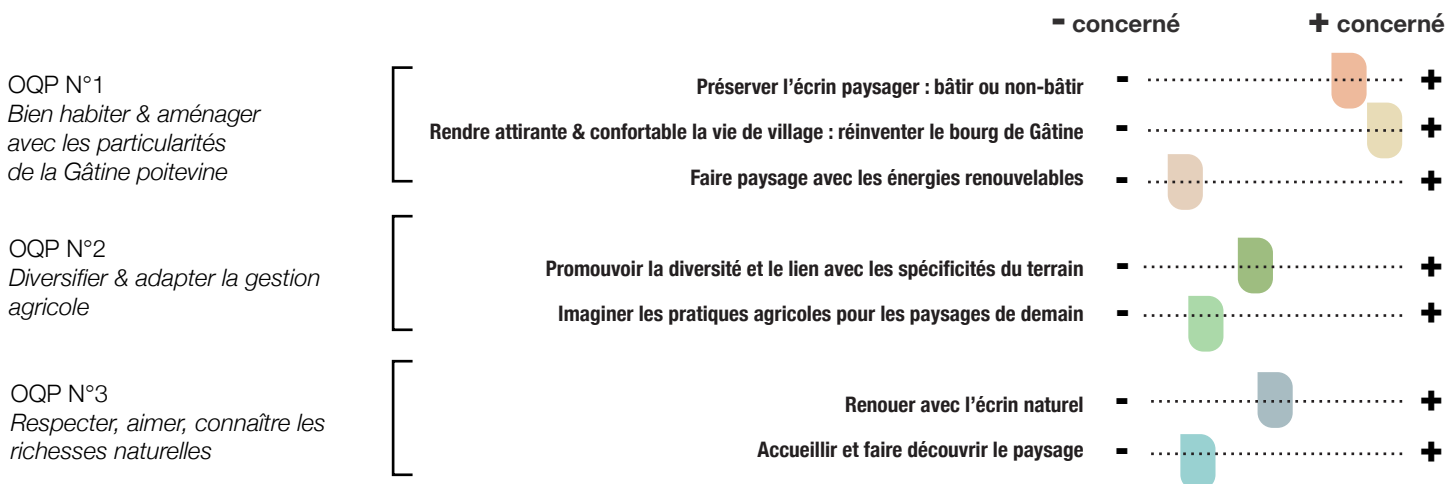 - concerné + concerné
OQP N°1
Bien habiter & aménager
avec les particularités
de la Gâtine poitevine
Préserver l'écrin paysager : bâtir ou non-bâtir - +
Rendre attirante & confortable la vie de village : réinventer le bourg de Gâtine - +
Faire paysage avec les énergies renouvelables - +
OQP N°2
Diversifier & adapter la gestion
agricole
Promouvoir la diversité et le lien avec les spécificités du terrain - +
Imaginer les pratiques agricoles pour les paysages de demain - +
OQP N°3
Respecter, aimer, connaître les
richesses naturelles
Renouer avec l'écrin naturel - +
Accueillir et faire découvrir le paysage - +